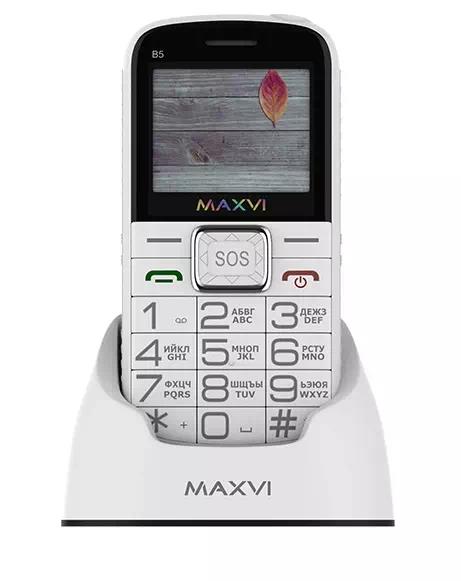 B5
MAXVI
SOS
1 2 АБВГ ABC 3 ДЕЖЗ DEF
4 ИЙКЛ GHI 5 МНОП JKL 6 РСТУ MNO
7 ФХЦЧ PQRS 8 ШЩЪЫ TUV 9 ЬЭЮЯ WXYZ
* + 0 #
MAXVI